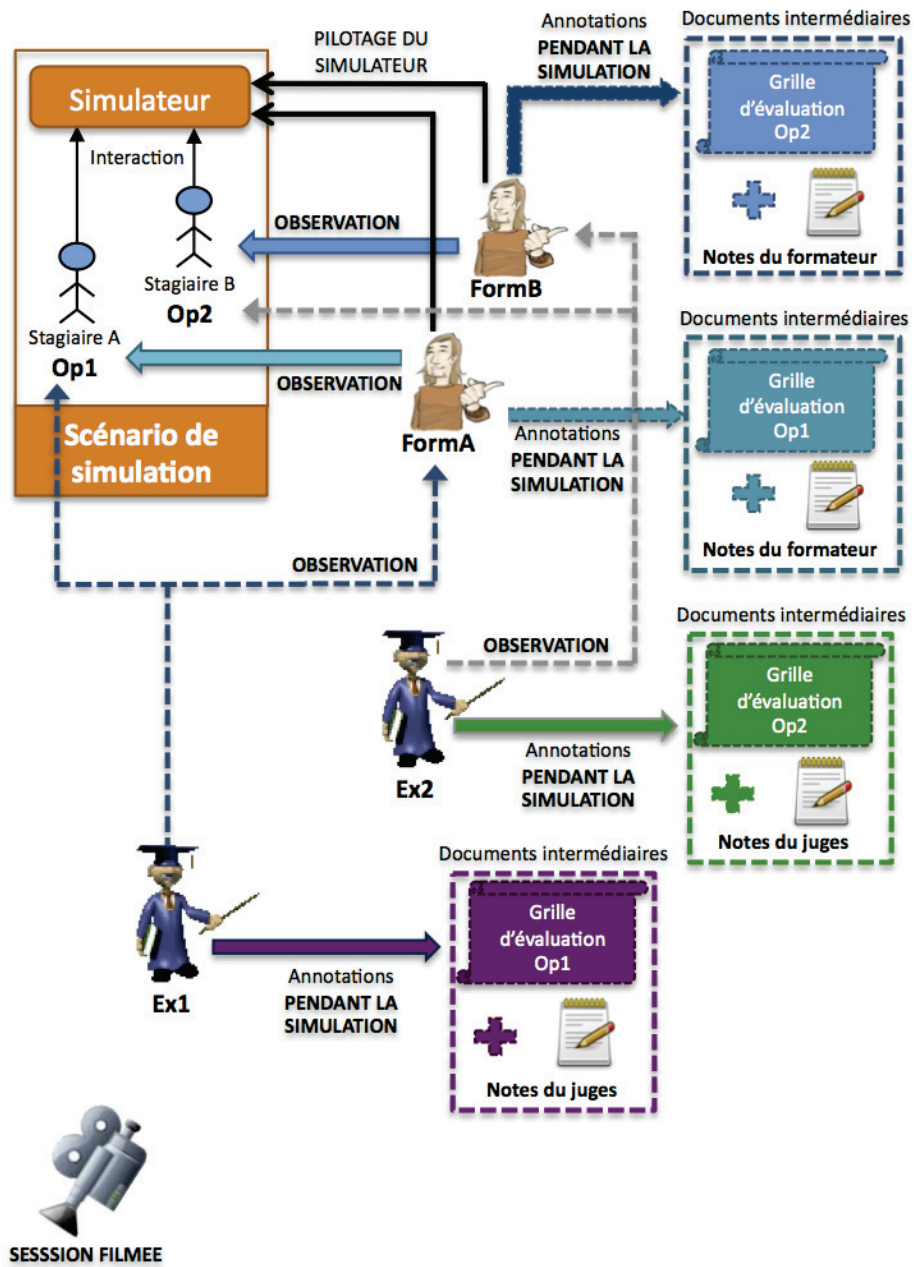 PILOTAGE DU
SIMULATEUR
Simulateur
Interaction
Stagiaire B
Op2
Stagiaire A
Op1
Scénario de
simulation
OBSERVATION
FormB
OBSERVATION
FormA
Annotations
PENDANT LA
SIMULATION
Documents intermédiaires
Grille
d'évaluation
Op2
Notes du formateur
Annotations
PENDANT LA
SIMULATION
Documents intermédiaires
Grille
d'évaluation
Op1
Notes du formateur
OBSERVATION
OBSERVATION
Ex2
Annotations
PENDANT LA
SIMULATION
Documents intermédiaires
Grille
d'évaluation
Op2
Notes du juges
Ex1
Annotations
PENDANT LA
SIMULATION
Documents intermédiaires
Grille
d'évaluation
Op1
Notes du juges
SESSSION FILMEE